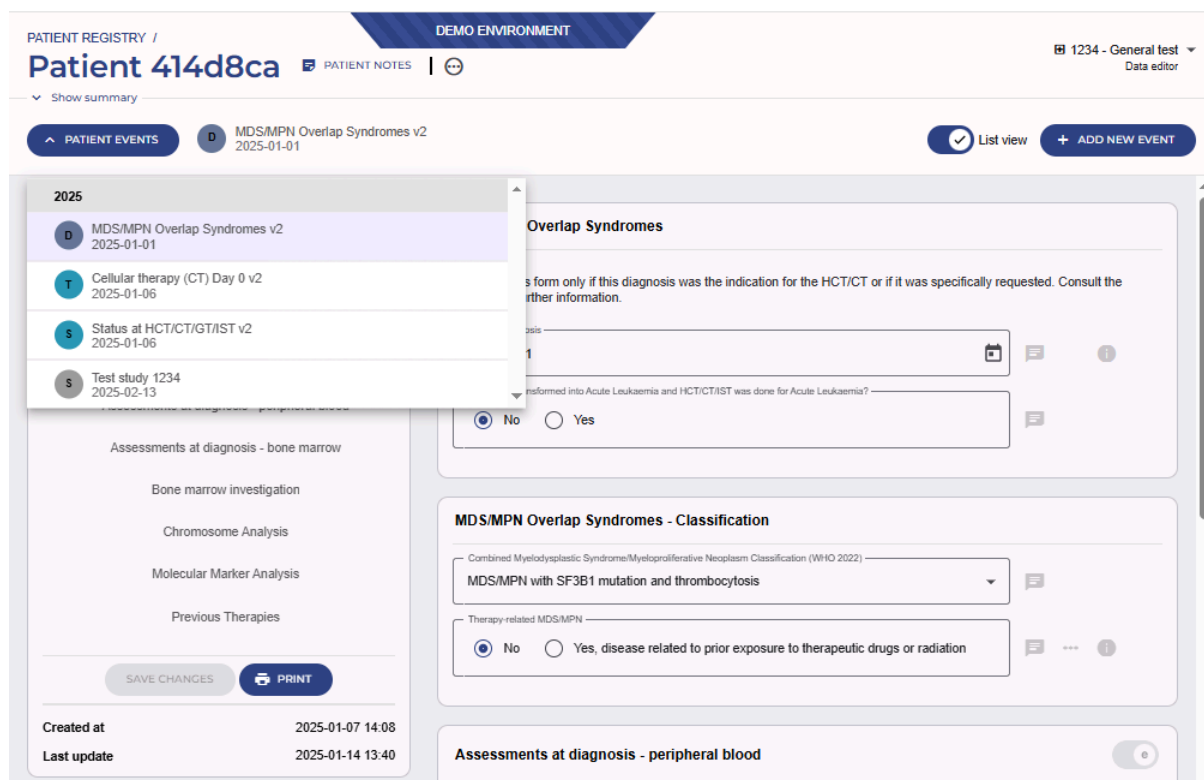 DEMO ENVIRONMENT
PATIENT REGISTRY /
Patient 414d8ca
PATIENT NOTES
1234 - General test
Data editor
Show summary
PATIENT EVENTS
D
MDS/MPN Overlap Syndromes v2
2025-01-01
List view
+ ADD NEW EVENT
2025
D
MDS/MPN Overlap Syndromes v2
2025-01-01
T
Cellular therapy (CT) Day 0 v2
2025-01-06
S
Status at HCT/CT/GT/IST v2
2025-01-06
S
Test study 1234
2025-02-13
Assessments at diagnosis - peripheral blood
Assessments at diagnosis - bone marrow
Bone marrow investigation
Chromosome Analysis
Molecular Marker Analysis
Previous Therapies
SAVE CHANGES
PRINT
Created at 2025-01-07 14:08
Last update 2025-01-14 13:40
Overlap Syndromes
form only if this diagnosis was the indication for the HCT/CT or if it was specifically requested. Consult the
further information.
1
transformed into Acute Leukaemia and HCT/CT/IST was done for Acute Leukaemia?
No Yes
MDS/MPN Overlap Syndromes - Classification
Combined Myelodysplastic Syndrome/Myeloproliferative Neoplasm Classification (WHO 2022)
MDS/MPN with SF3B1 mutation and thrombocytosis
Therapy-related MDS/MPN
No Yes, disease related to prior exposure to therapeutic drugs or radiation
Assessments at diagnosis - peripheral blood
e